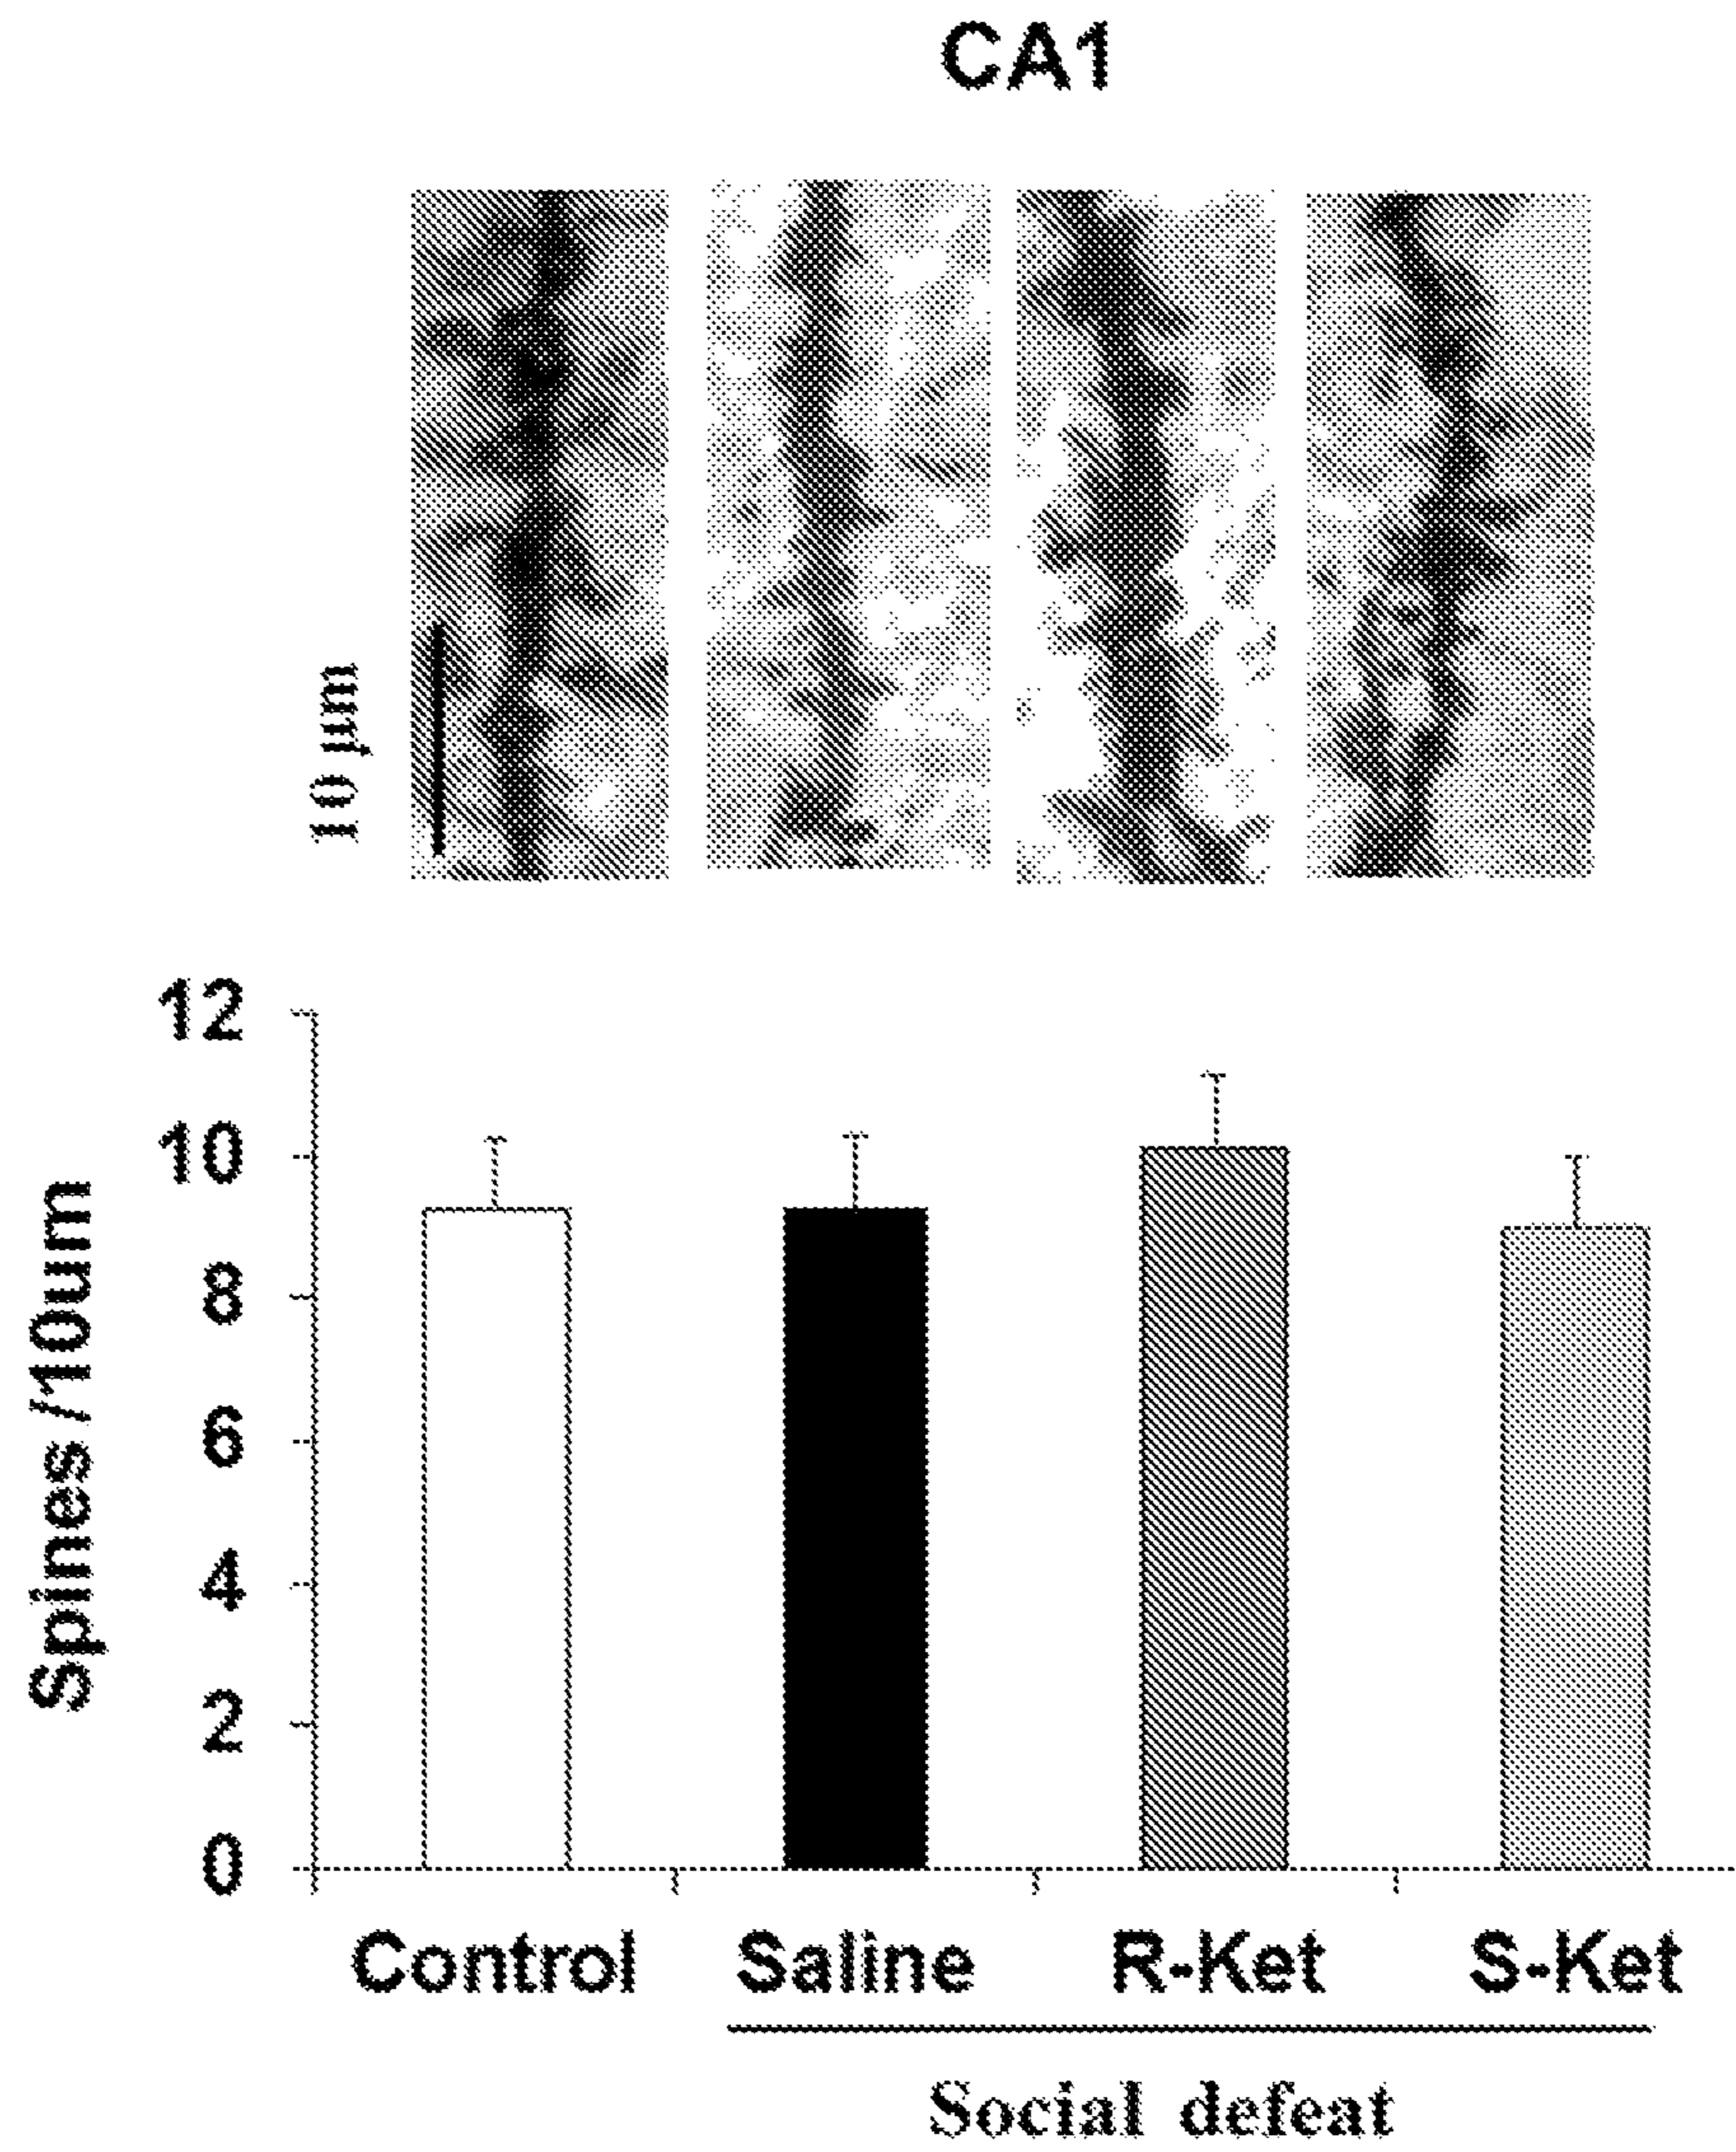 CA1
10 µm
Spines /10um
12
10
8
6
4
2
0
Control Saline R-Ket S-Ket
Social defeat